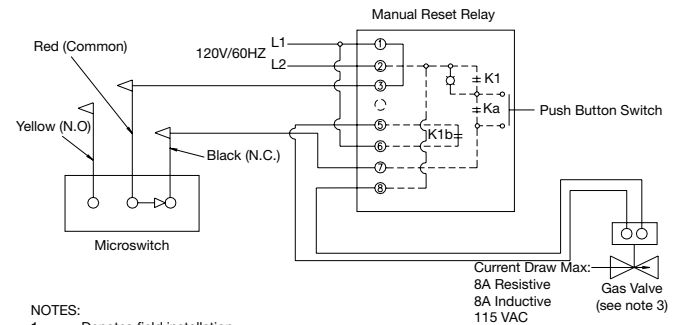 Manual Reset Relay
Red (Common)
L1
120V/60HZ
L2
1
2
3
K1
Ka
Push Button Switch
Yellow (N.O)
5
K1b
6
Black (N.C.)
7
8
Microswitch
Current Draw Max:
8A Resistive
8A Inductive
115 VAC
Gas Valve
(see note 3)
NOTES: